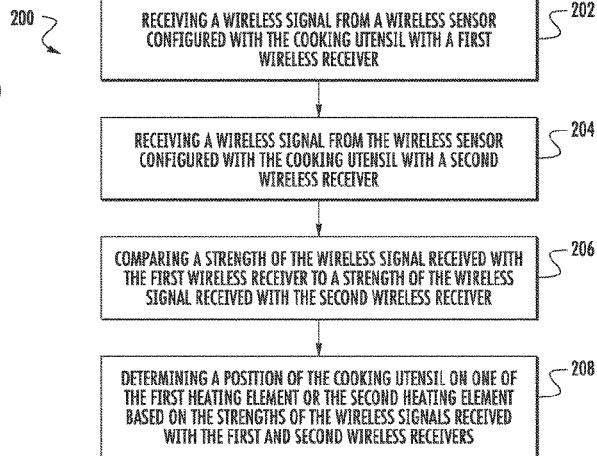 200
202
RECEIVING A WIRELESS SIGNAL FROM A WIRELESS SENSOR
CONFIGURED WITH THE COOKING UTENSIL WITH A FIRST
WIRELESS RECEIVER
204
RECEIVING A WIRELESS SIGNAL FROM THE WIRELESS SENSOR
CONFIGURED WITH THE COOKING UTENSIL WITH A SECOND
WIRELESS RECEIVER
206
COMPARING A STRENGTH OF THE WIRELESS SIGNAL RECEIVED WITH
THE FIRST WIRELESS RECEIVER TO A STRENGTH OF THE WIRELESS
SIGNAL RECEIVED WITH THE SECOND WIRELESS RECEIVER
208
DETERMINING A POSITION OF THE COOKING UTENSIL ON ONE OF
THE FIRST HEATING ELEMENT OR THE SECOND HEATING ELEMENT
BASED ON THE STRENGTHS OF THE WIRELESS SIGNALS RECEIVED
WITH THE FIRST AND SECOND WIRELESS RECEIVERS